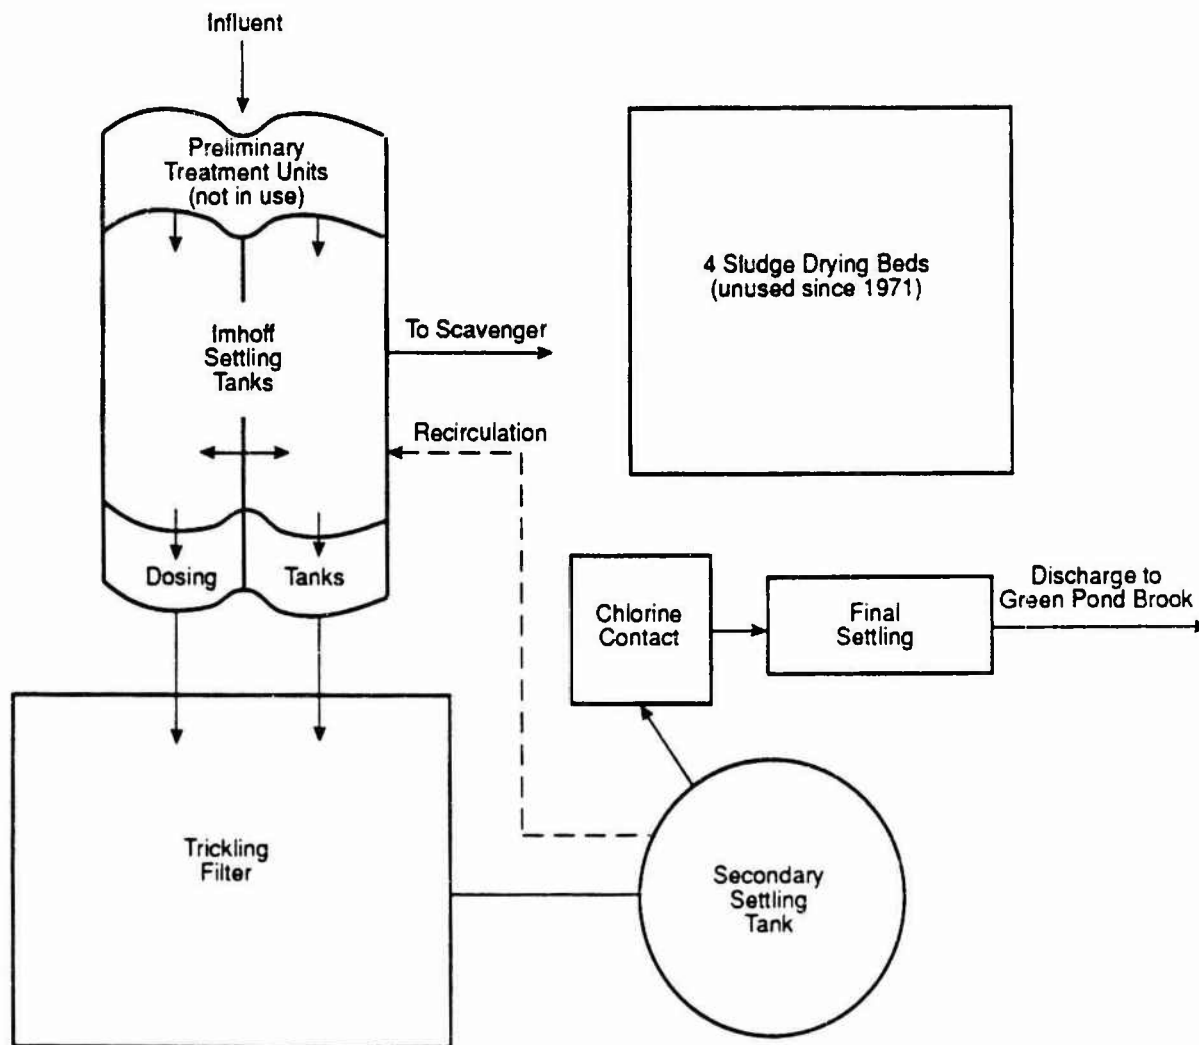 Influent
Preliminary
Treatment Units
(not in use)
4 Sludge Drying Beds
(unused since 1971)
Imhoff
Settling
Tanks
To Scavenger
Recirculation
Dosing
Tanks
Chlorine
Contact
Final
Settling
Discharge to
Green Pond Brook
Trickling
Filter
Secondary
Settling
Tank